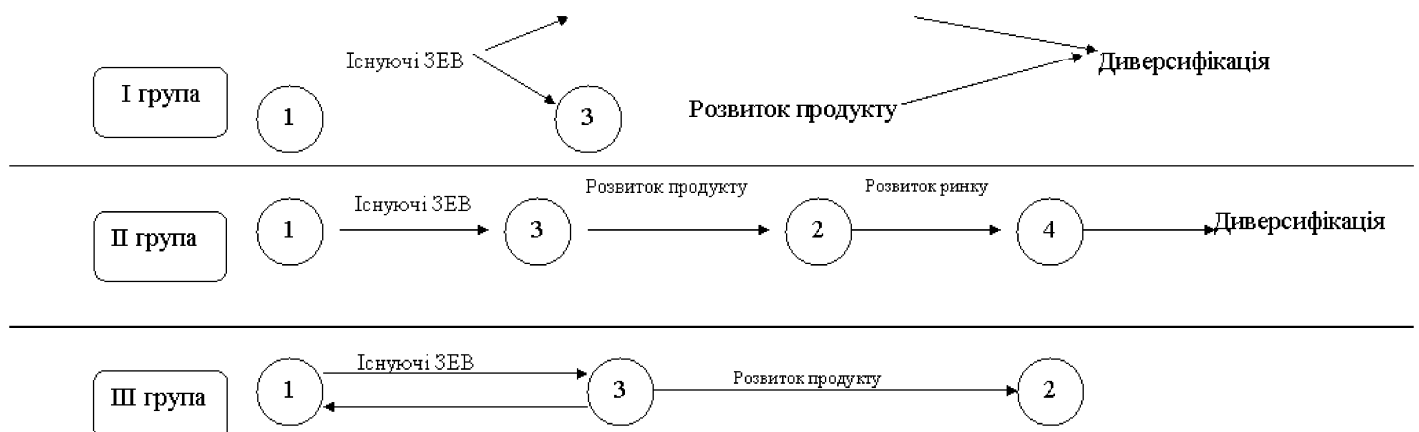 Існуючі ЗЕВ
Диверсифікація
І група
1
3
Розвиток продукту
Розвиток продукту
Розвиток ринку
Існуючі ЗЕВ
ІІ група
1
3
2
4
Диверсифікація
Існуючі ЗЕВ
Розвиток продукту
ІІІ група
1
3
2